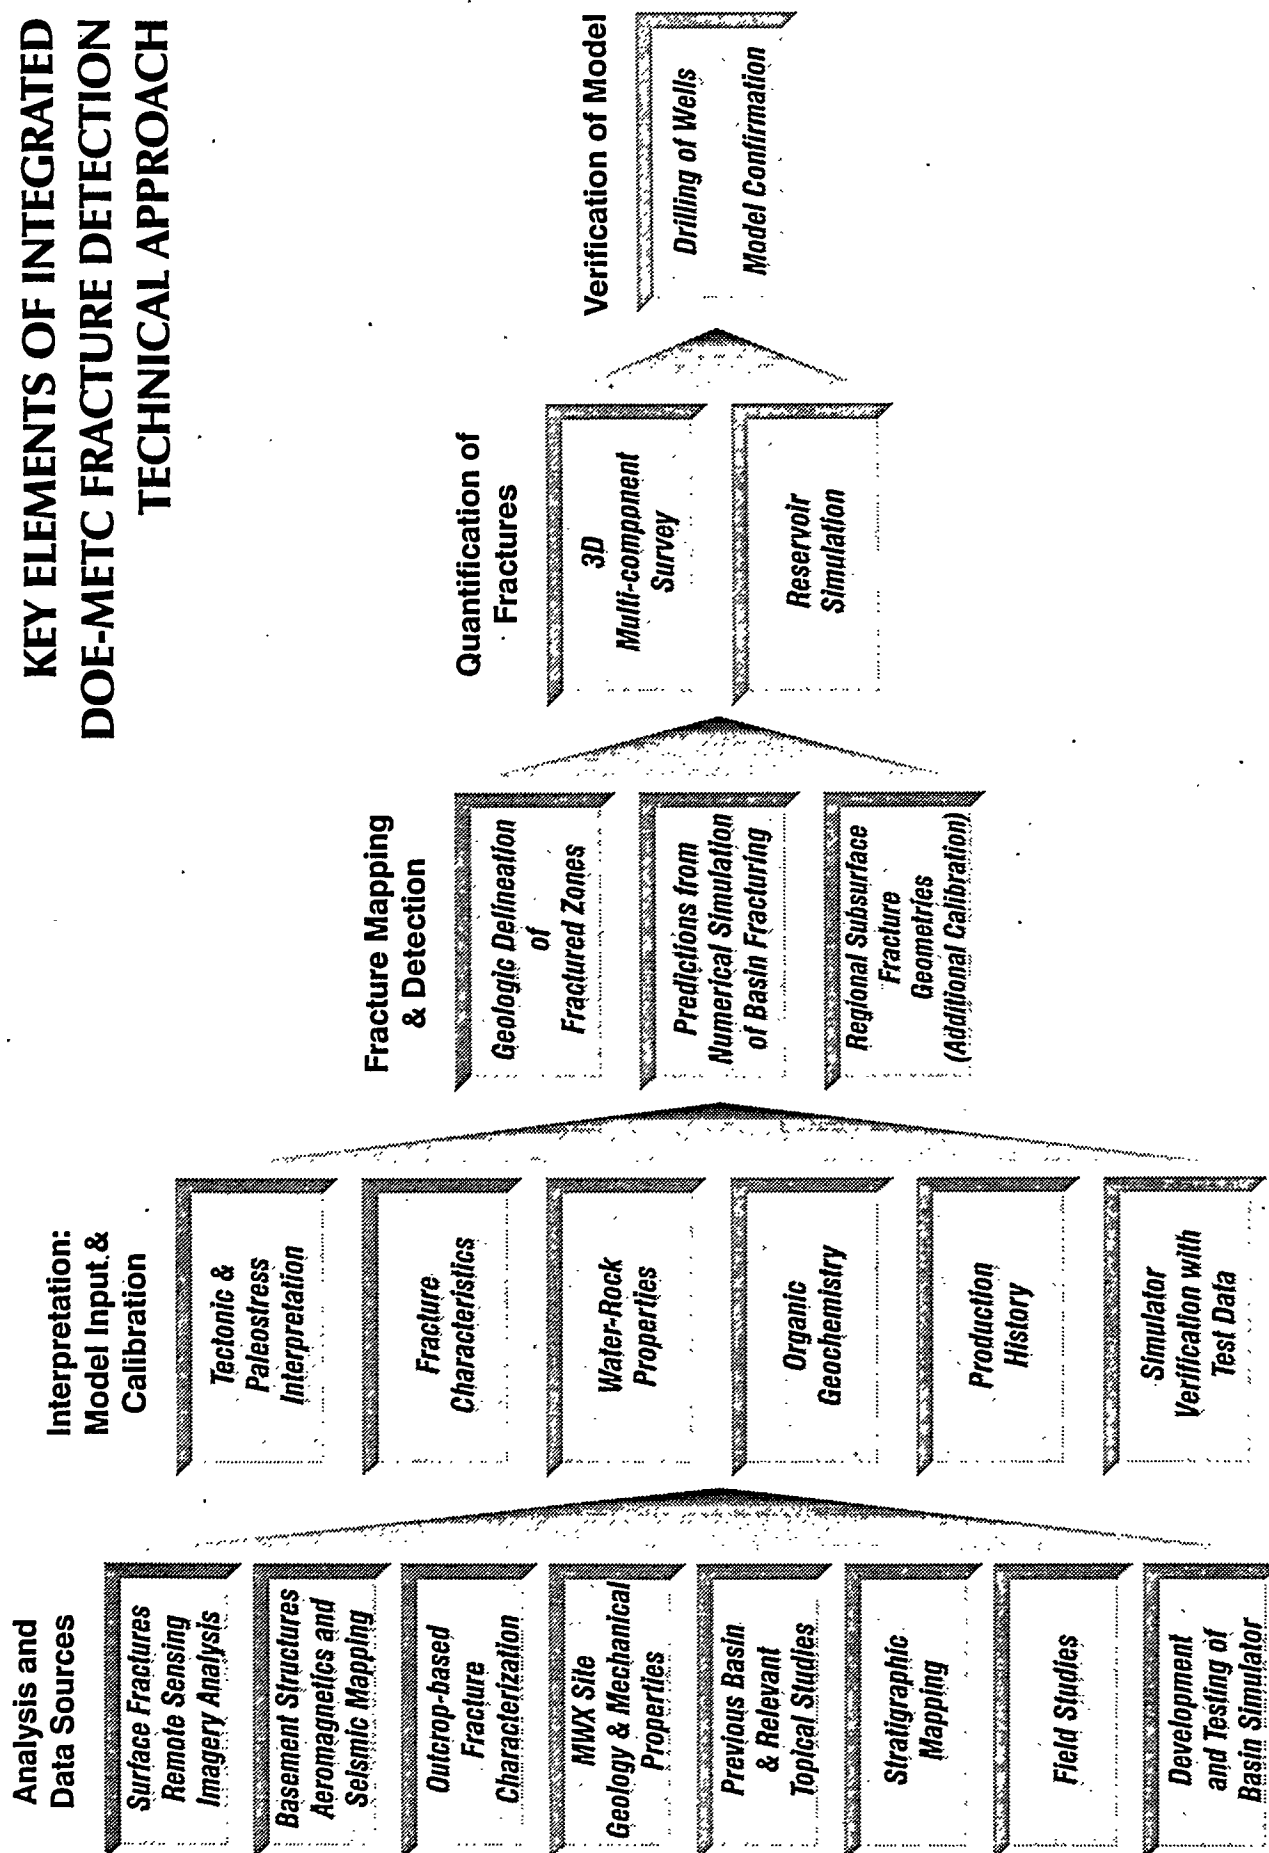 KEY ELEMENTS OF INTEGRATED
DOE-METC FRACTURE DETECTION
TECHNICAL APPROACH
Analysis and
Data Sources
Surface Fractures
Remote Sensing
Imagery Analysis
Basement Structures
Aeromagnetics and
Seismic Mapping
Outcrop-based
Fracture
Characterization
MWX Site
Geology & Mechanical
Properties
Previous Basin
& Relevant
Topical Studies
Stratigraphic
Mapping
Field Studies
Development
and Testing of
Basin Simulator
Interpretation:
Model Input &
Calibration
Tectonic &
Paleostress
Interpretation
Fracture
Characteristics
Water-Rock
Properties
Organic
Geochemistry
Production
History
Simulator
Verification with
Test Data
Fracture Mapping
& Detection
Geologic Delineation
of
Fractured Zones
Predictions from
Numerical Simulation
of Basin Fracturing
Regional Subsurface
Fracture
Geometries
(Additional Calibration)
Quantification of
Fractures
3D
Multi-component
Survey
Reservoir
Simulation
Verification of Model
Drilling of Wells
Model Confirmation